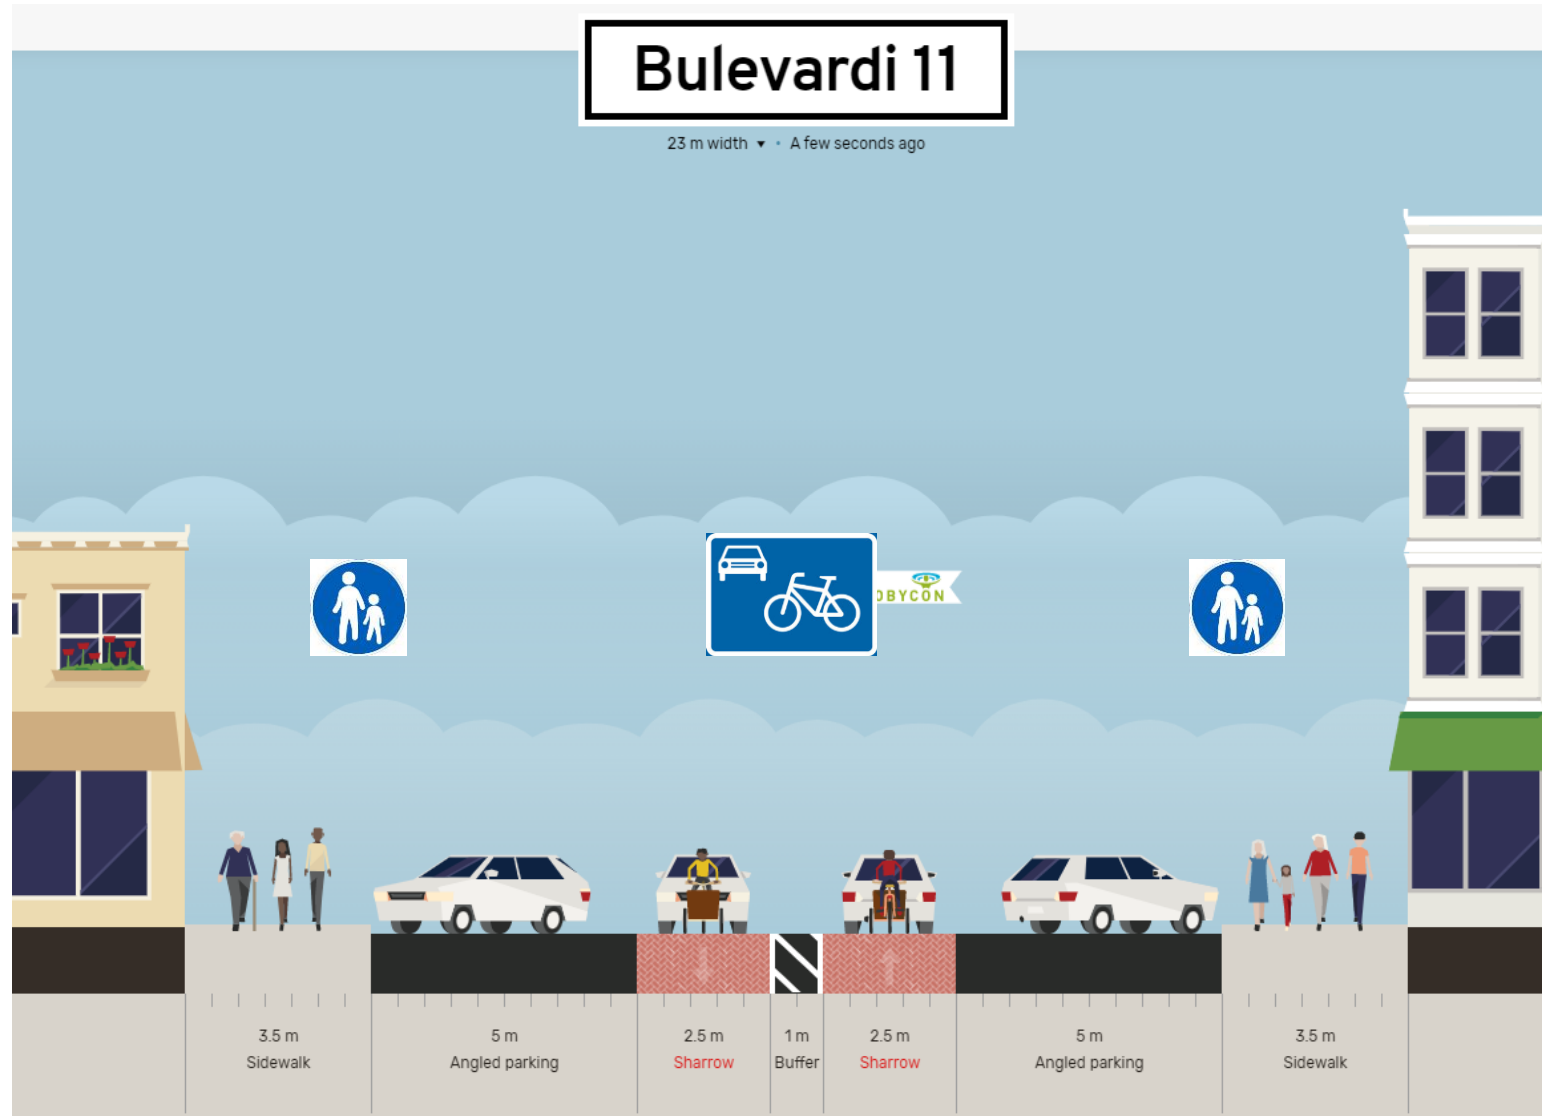 Bulevardi 11
23 m width ▾ · A few seconds ago
OBYCON
3.5 m
Sidewalk
5 m
Angled parking
2.5 m
Sharrow
1 m
Buffer
2.5 m
Sharrow
5 m
Angled parking
3.5 m
Sidewalk